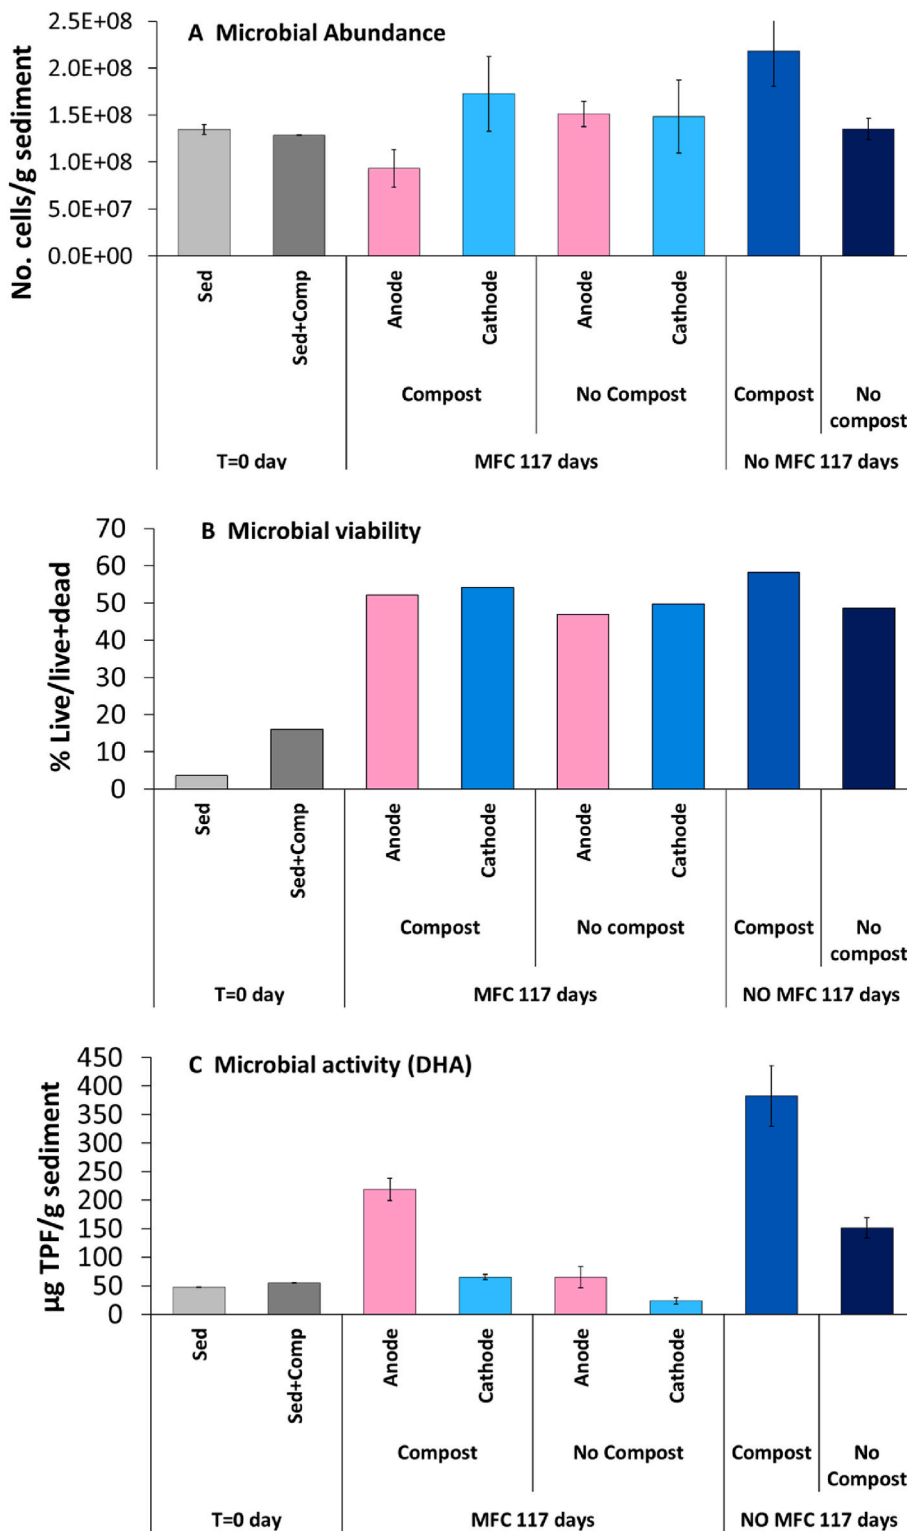 A Microbial Abundance
No. cells/g sediment
2.5E+08
2.0E+08
1.5E+08
1.0E+08
5.0E+07
0.0E+00
Sed
Sed+Comp
Anode
Cathode
Anode
Cathode
Compost
No Compost
Compost
No
compost
T=0 day
MFC 117 days
No MFC 117 days
B Microbial viability
% Live/live+dead
70
60
50
40
30
20
10
0
Sed
Sed+Comp
Anode
Cathode
Anode
Cathode
Compost
No compost
Compost
No
compost
T=0 day
MFC 117 days
NO MFC 117 days
C Microbial activity (DHA)
µg TPF/g sediment
450
400
350
300
250
200
150
100
50
0
Sed
Sed+Comp
Anode
Cathode
Anode
Cathode
Compost
No Compost
Compost
No
Compost
T=0 day
MFC 117 days
NO MFC 117 days